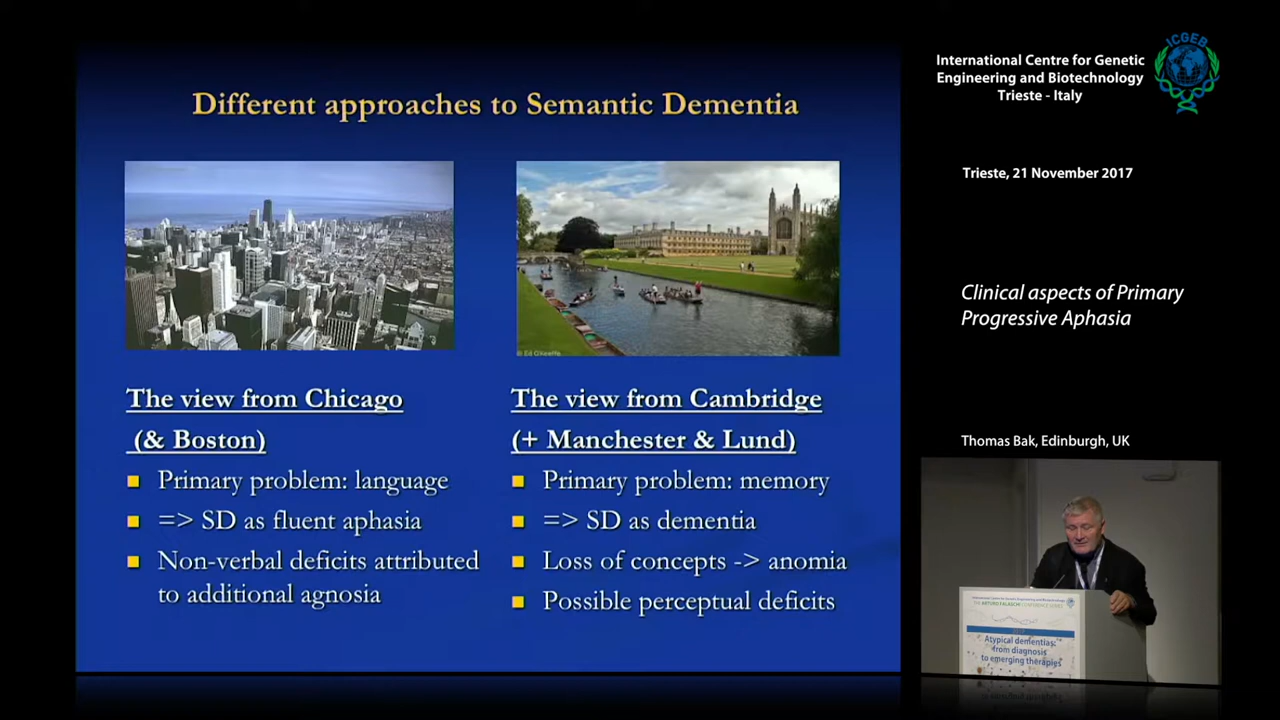 Different approaches to Semantic Dementia
© Ed O'Keeffe
The view from Chicago
(& Boston)
Primary problem: language
=> SD as fluent aphasia
Non-verbal deficits attributed
to additional agnosia
The view from Cambridge
(+ Manchester & Lund)
Primary problem: memory
=> SD as dementia
Loss of concepts -> anomia
Possible perceptual deficits
International Centre for Genetic
Engineering and Biotechnology
Trieste - Italy
ICGEB
Trieste, 21 November 2017
Clinical aspects of Primary
Progressive Aphasia
Thomas Bak, Edinburgh, UK
Atypical dementias:
from diagnosis
to emerging therapies